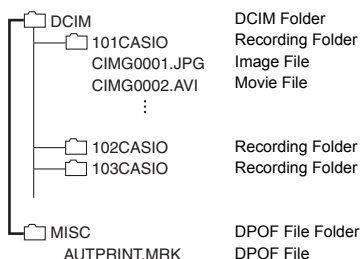 DCIM DCIM Folder
101CASIO Recording Folder
CIMG0001.JPG Image File
CIMG0002.AVI Movie File
102CASIO Recording Folder
103CASIO Recording Folder
MISC DPOF File Folder
AUTPRINT.MRK DPOF File